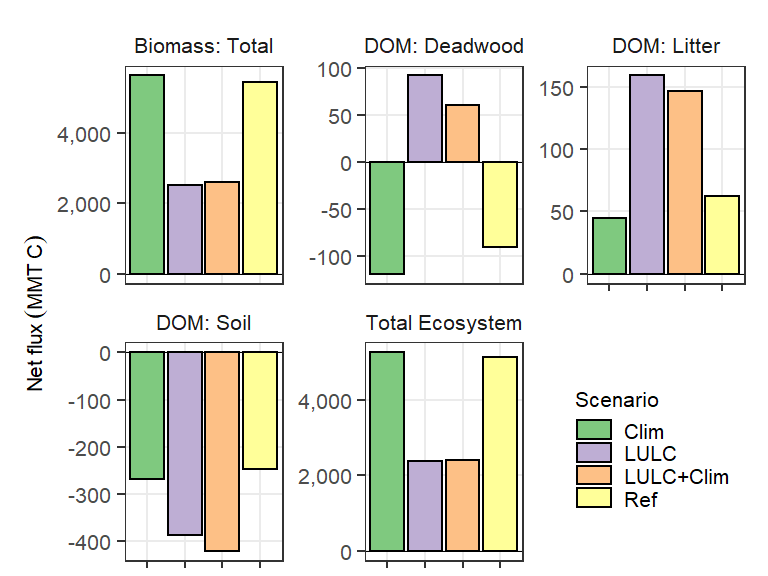 Biomass: Total
DOM: Deadwood
DOM: Litter
4,000
2,000
0
100
50
0
-50
-100
150
100
50
0
Net flux (MMT C)
DOM: Soil
Total Ecosystem
0
-100
-200
-300
-400
4,000
2,000
0
Scenario
Clim
LULC
LULC+Clim
Ref